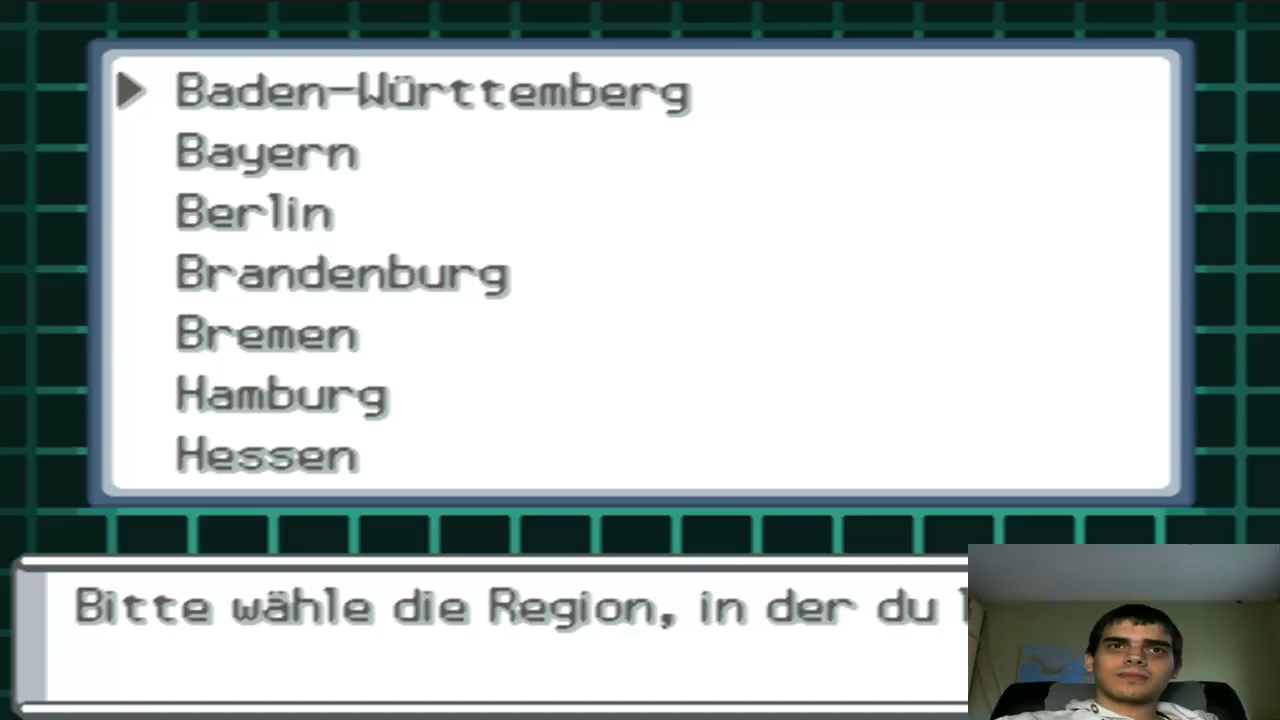 Baden-Württemberg
Bayern
Berlin
Brandenburg
Bremen
Hamburg
Hessen
Bitte wähle die Region, in der du